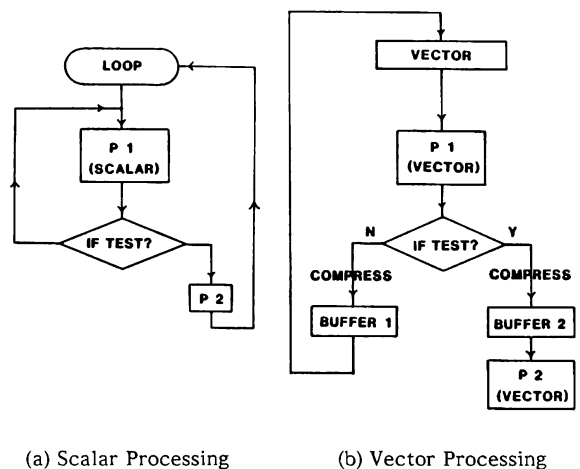 LOOP
P 1
(SCALAR)
IF TEST?
P 2
VECTOR
P 1
(VECTOR)
N
IF TEST?
Y
COMPRESS
COMPRESS
BUFFER 1
BUFFER 2
P 2
(VECTOR)
(a) Scalar Processing
(b) Vector Processing